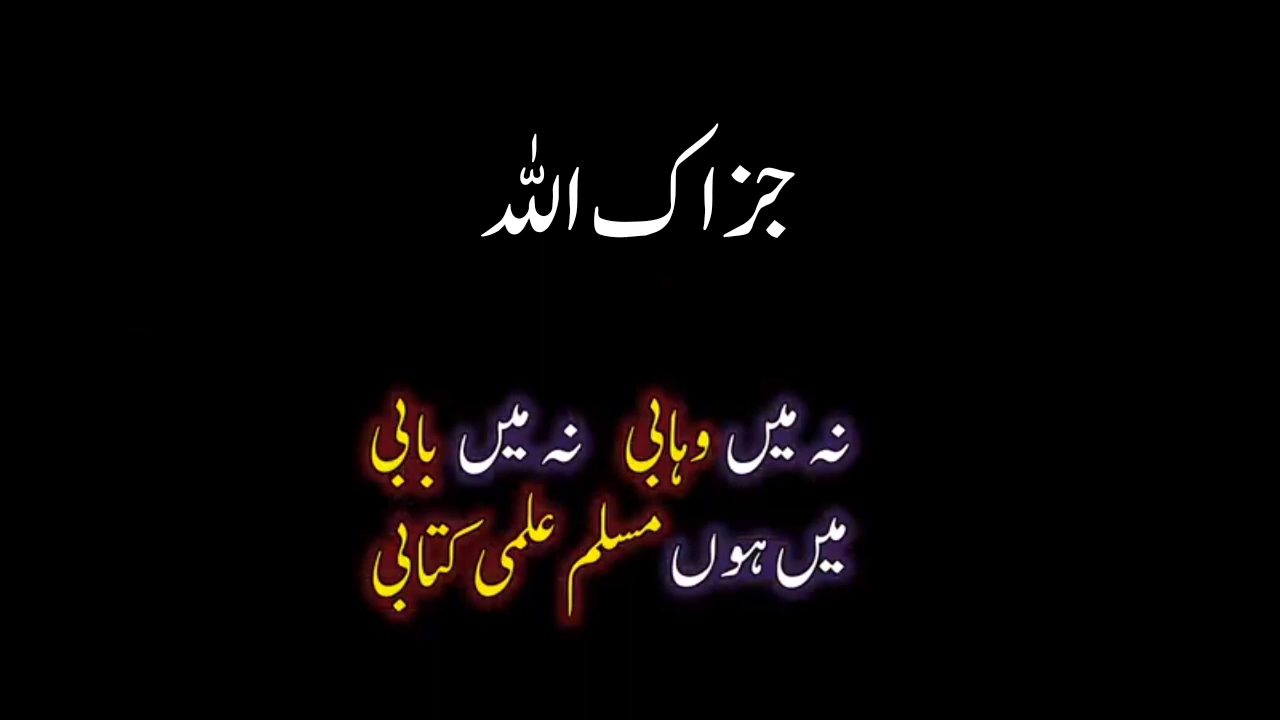 جزاک اللہ
نہ میں وہابی نہ میں بابی
میں ہوں مسلم علمی کتابی